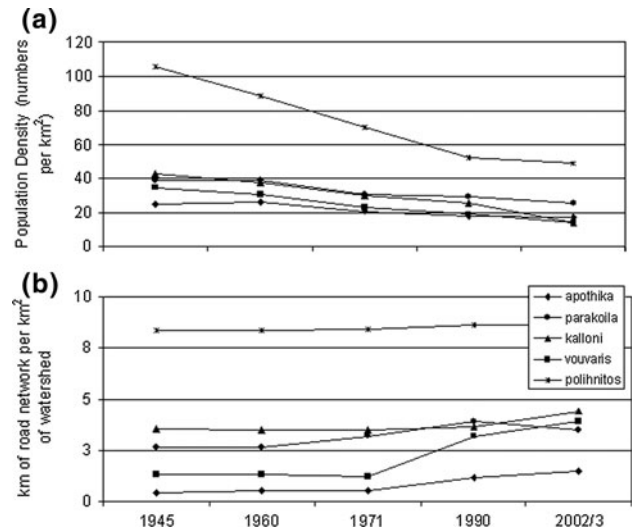 (a)
Population Density (numbers
per km2)
120
100
80
60
40
20
0
(b)
km of road network per km2
of watershed
10
8
5
3
0
apothika
parakoila
kalloni
vouvaris
polihnitos
1945 1960 1971 1990 2002/3